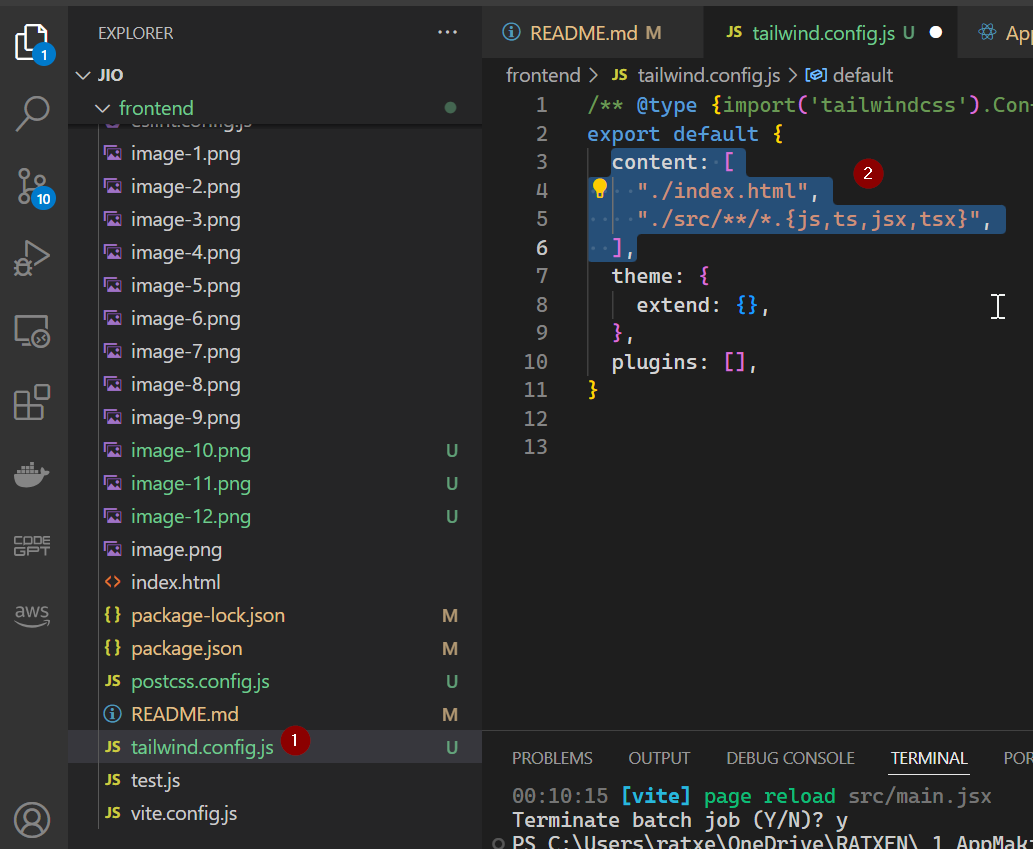 EXPLORER
JIO
frontend
eslint.config.js
image-1.png
image-2.png
image-3.png
image-4.png
image-5.png
image-6.png
image-7.png
image-8.png
image-9.png
image-10.png U
image-11.png U
image-12.png U
image.png
index.html
package-lock.json M
package.json M
postcss.config.js U
README.md M
tailwind.config.js 1 U
test.js
vite.config.js
1
10
CODE
GPT
aws
README.md M
JS tailwind.config.js U
App
frontend > JS tailwind.config.js > default
1 /** @type {import('tailwindcss').Con
2 export default {
3 content: [
4 "./index.html",
5 "./src/**/*.{js,ts,jsx,tsx}",
6 ],
7 theme: {
8 extend: {},
9 },
10 plugins: [],
11 }
12
13
2
PROBLEMS OUTPUT DEBUG CONSOLE TERMINAL POR
00:10:15 [vite] page reload src/main.jsx
Terminate batch job (Y/N)? y
PS C:\Users\ratxe\OneDrive\RATXEN\_1_AppMak